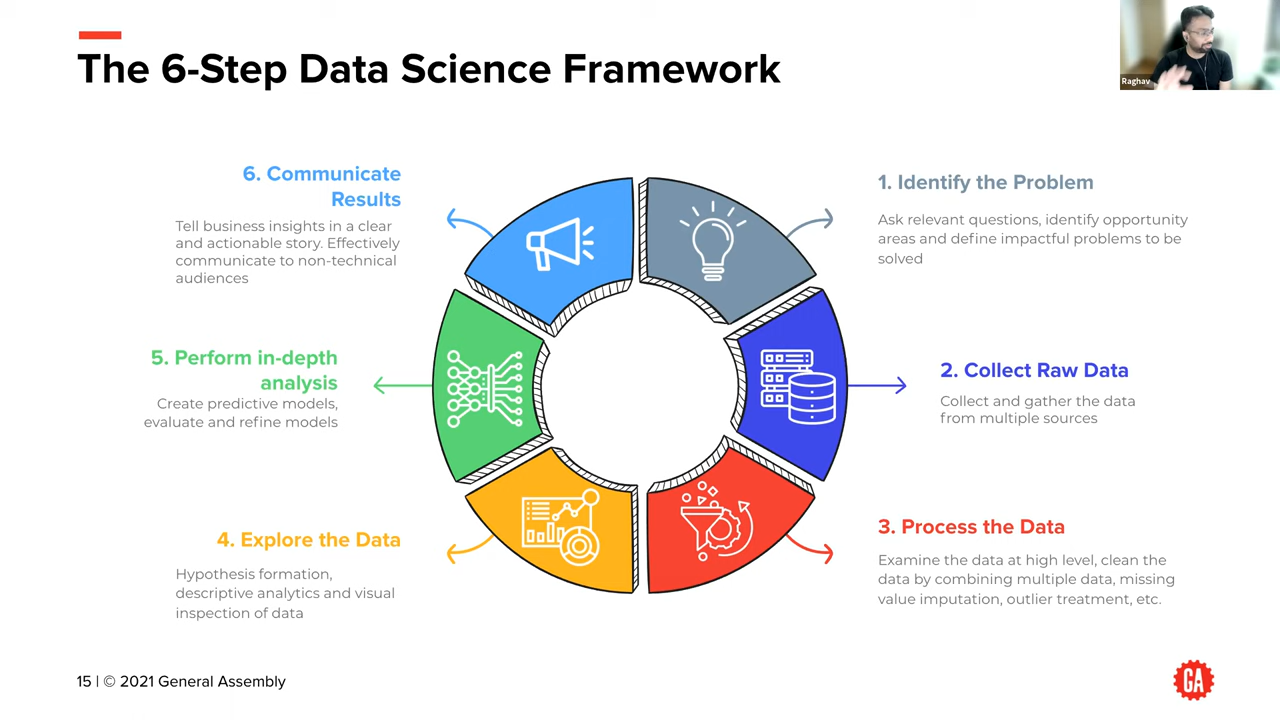 The 6-Step Data Science Framework
Raghav
6. Communicate
Results
Tell business insights in a clear
and actionable story. Effectively
communicate to non-technical
audiences
1. Identify the Problem
Ask relevant questions, identify opportunity
areas and define impactful problems to be
solved
5. Perform in-depth
analysis
Create predictive models,
evaluate and refine models
2. Collect Raw Data
Collect and gather the data
from multiple sources
4. Explore the Data
Hypothesis formation,
descriptive analytics and visual
inspection of data
3. Process the Data
Examine the data at high level, clean the
data by combining multiple data, missing
value imputation, outlier treatment, etc.
15 | © 2021 General Assembly
GA